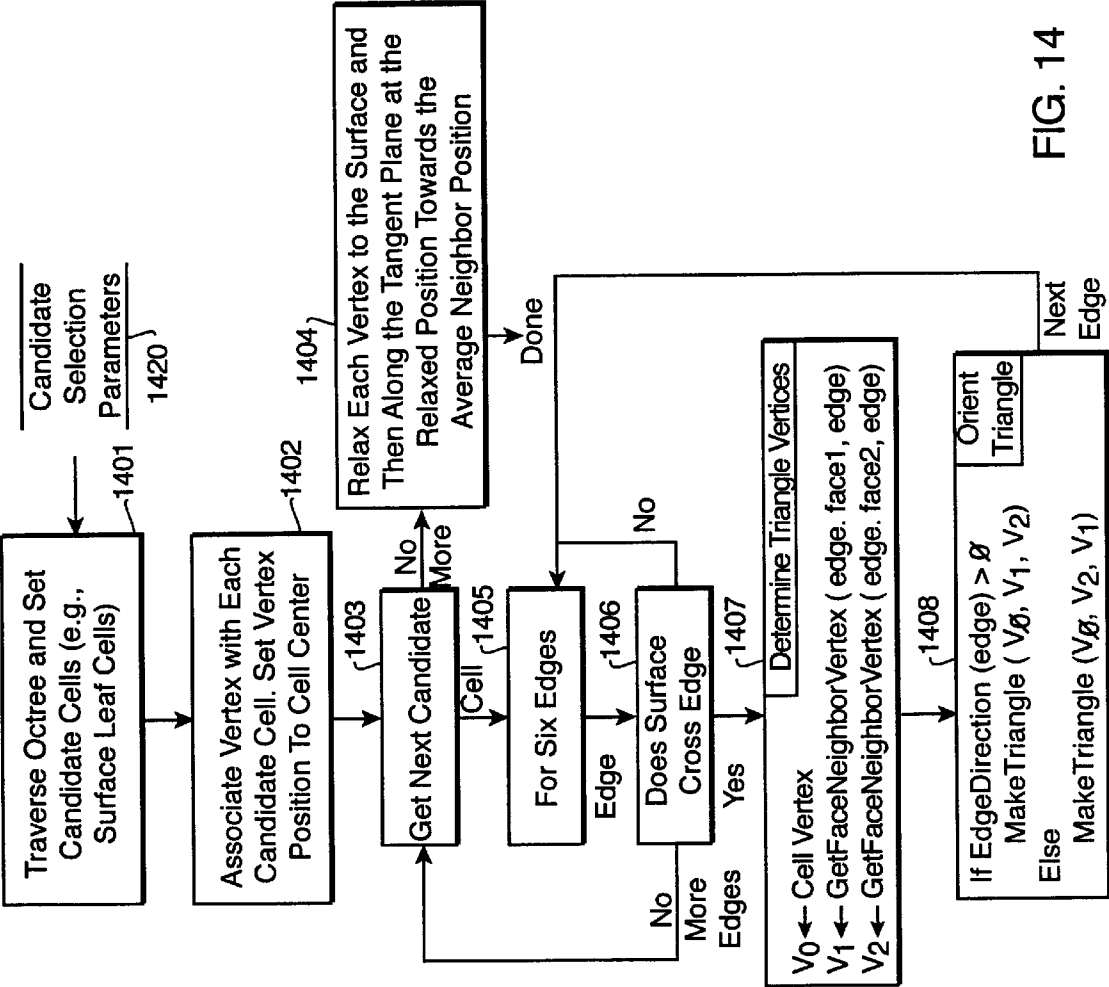 Candidate
Selection
Parameters
1420
Traverse Octree and Set
Candidate Cells (e.g.,
Surface Leaf Cells)
1401
Associate Vertex with Each
Candidate Cell. Set Vertex
Position To Cell Center
1402
Get Next Candidate
1403
No
More
Relax Each Vertex to the Surface and
Then Along the Tangent Plane at the
Relaxed Position Towards the
Average Neighbor Position
1404
Done
Cell
For Six Edges
1405
Edge
Does Surface
Cross Edge
1406
No
No
More
Edges
Yes
Determine Triangle Vertices
1407
V0 ← Cell Vertex
V1 ← GetFaceNeighborVertex ( edge. face1, edge)
V2 ← GetFaceNeighborVertex ( edge. face2, edge)
Orient
Triangle
1408
If EdgeDirection (edge) > Ø
MakeTriangle ( VØ, V1, V2)
Else
MakeTriangle (VØ, V2, V1)
Next
Edge
FIG. 14